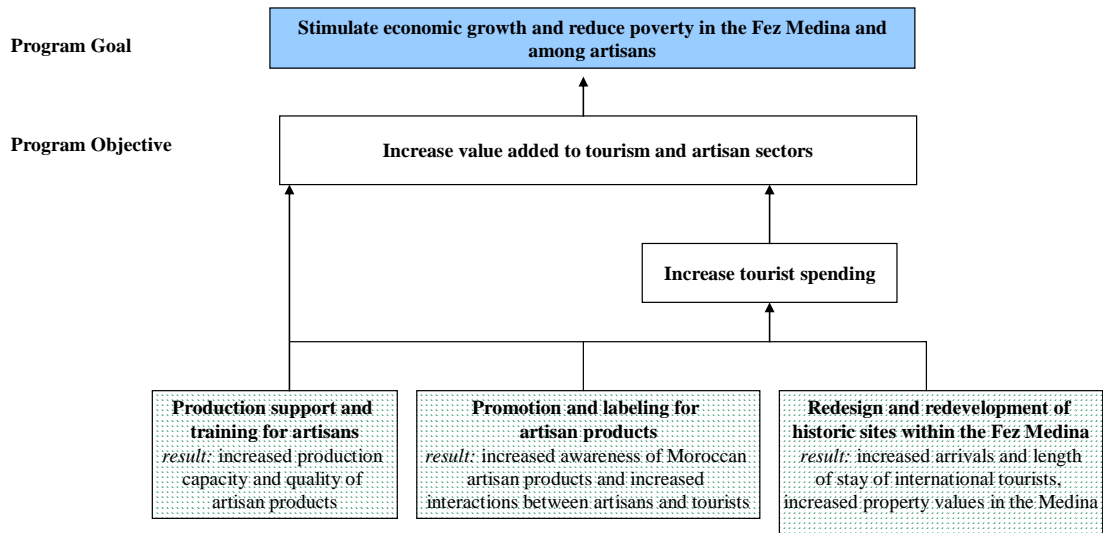 Program Goal
Stimulate economic growth and reduce poverty in the Fez Medina and
among artisans
Program Objective
Increase value added to tourism and artisan sectors
Increase tourist spending
Production support and
training for artisans
result: increased production
capacity and quality of
artisan products
Promotion and labeling for
artisan products
result: increased awareness of Moroccan
artisan products and increased
interactions between artisans and tourists
Redesign and redevelopment of
historic sites within the Fez Medina
result: increased arrivals and length
of stay of international tourists,
increased property values in the Medina